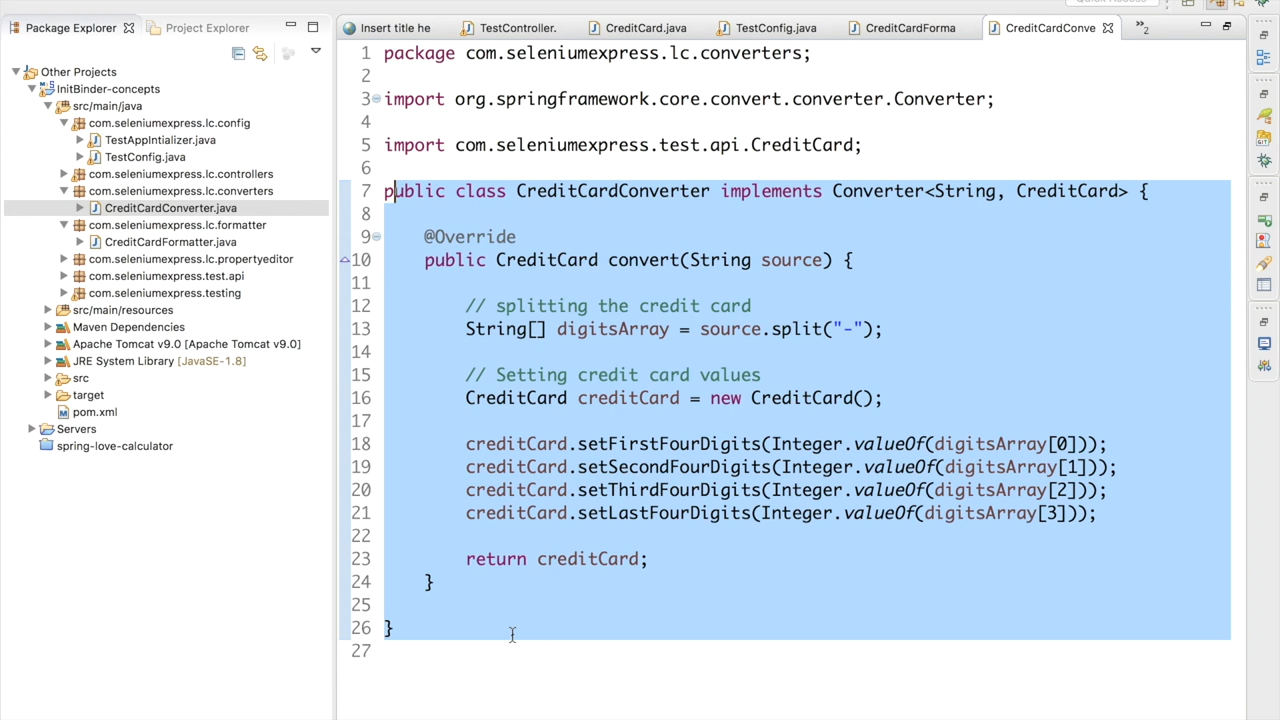 Quick Access
Package Explorer
Project Explorer
Insert title he
TestController.
CreditCard.java
TestConfig.java
CreditCardForma
CreditCardConve
»2
Other Projects
InitBinder-concepts
src/main/java
com.seleniumexpress.lc.config
TestAppIntializer.java
TestConfig.java
com.seleniumexpress.lc.controllers
com.seleniumexpress.lc.converters
CreditCardConverter.java
com.seleniumexpress.lc.formatter
CreditCardFormatter.java
com.seleniumexpress.lc.propertyeditor
com.seleniumexpress.test.api
com.seleniumexpress.testing
src/main/resources
Maven Dependencies
Apache Tomcat v9.0 [Apache Tomcat v9.0]
JRE System Library [JavaSE-1.8]
src
target
pom.xml
Servers
spring-love-calculator
1 package com.seleniumexpress.lc.converters;
2
3 import org.springframework.core.convert.converter.Converter;
4
5 import com.seleniumexpress.test.api.CreditCard;
6
7 public class CreditCardConverter implements Converter<String, CreditCard> {
8
9 @Override
10 public CreditCard convert(String source) {
11
12 // splitting the credit card
13 String[] digitsArray = source.split("-");
14
15 // Setting credit card values
16 CreditCard creditCard = new CreditCard();
17
18 creditCard.setFirstFourDigits(Integer.valueOf(digitsArray[0]));
19 creditCard.setSecondFourDigits(Integer.valueOf(digitsArray[1]));
20 creditCard.setThirdFourDigits(Integer.valueOf(digitsArray[2]));
21 creditCard.setLastFourDigits(Integer.valueOf(digitsArray[3]));
22
23 return creditCard;
24 }
25
26 }
27